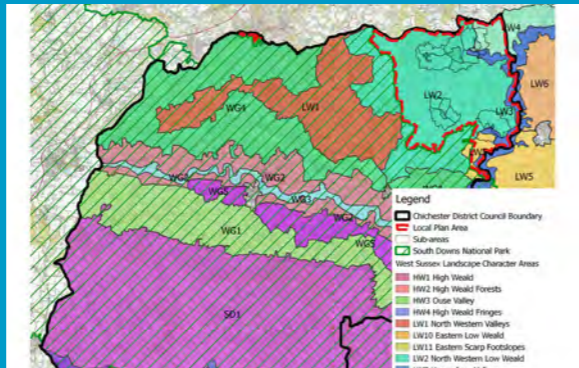 LW4
LW6
LW2
WG4
LW1
LW3
LW5
WG2
WG5
WG3
WG1
WG5
SD1
Legend
Chichester District Council Boundary
Local Plan Area
Sub-areas
South Downs National Park
West Sussex Landscape Character Areas
HW1 High Weald
HW2 High Weald Forests
HW3 Ouse Valley
HW4 High Weald Fringes
LW1 North Western Valleys
LW10 Eastern Low Weald
LW11 Eastern Scarp Footslopes
LW2 North Western Low Weald